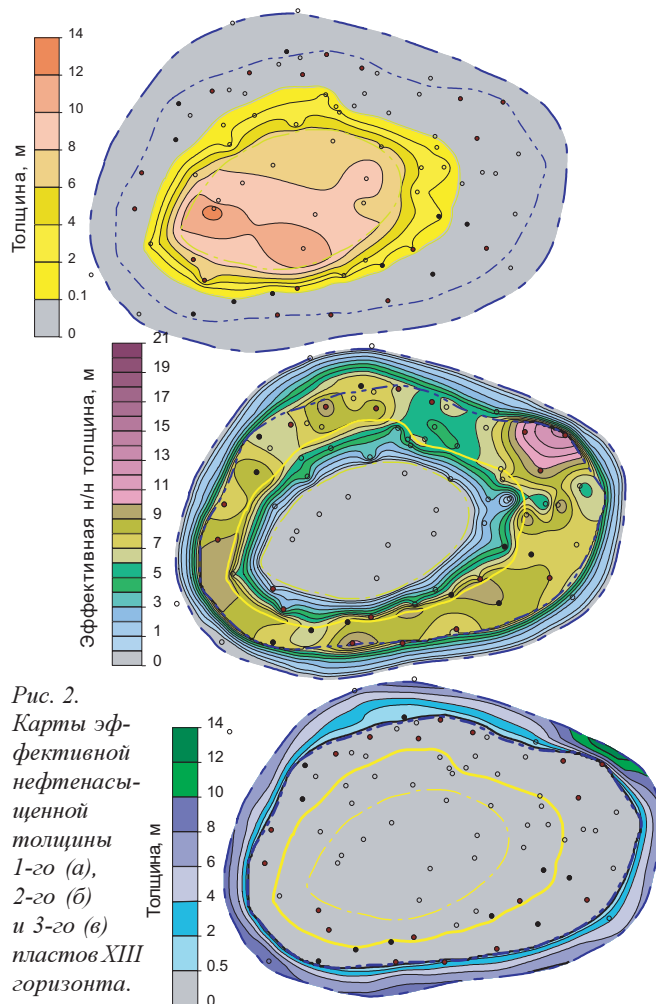 14
12
10
8
6
4
2
0.1
0
Толщина, м
21
19
17
15
13
11
9
7
5
3
1
0
Эффективная н/н толщина, м
Рис. 2.
Карты эф-
фективной
нефтенасы-
щенной
толщины
1-го (а),
2-го (б)
и 3-го (в)
пластов XIII
горизонта.
14
12
10
8
6
4
2
0.5
0
Толщина, м